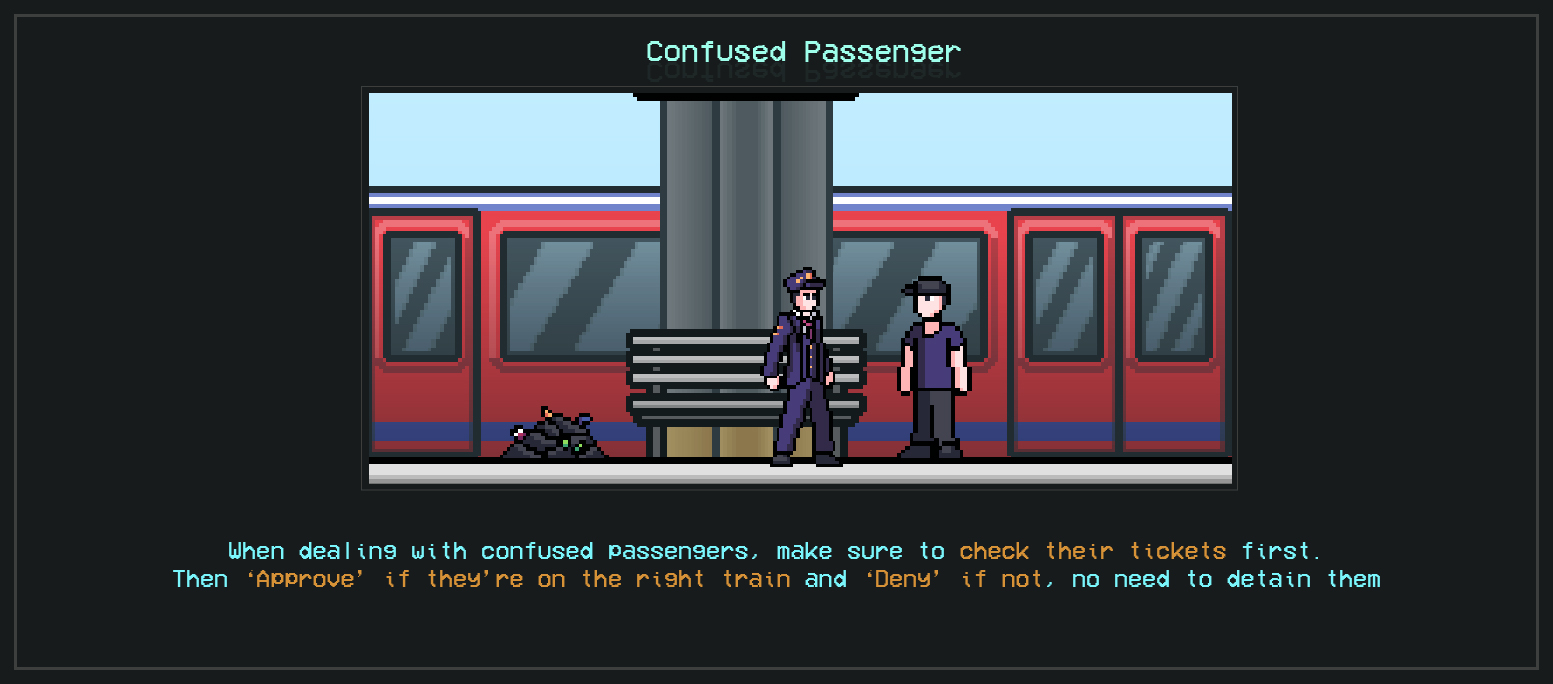 Confused Passenger
When dealing with confused passengers, make sure to check their tickets first.
Then ‘Approve’ if they’re on the right train and ‘Deny’ if not, no need to detain them